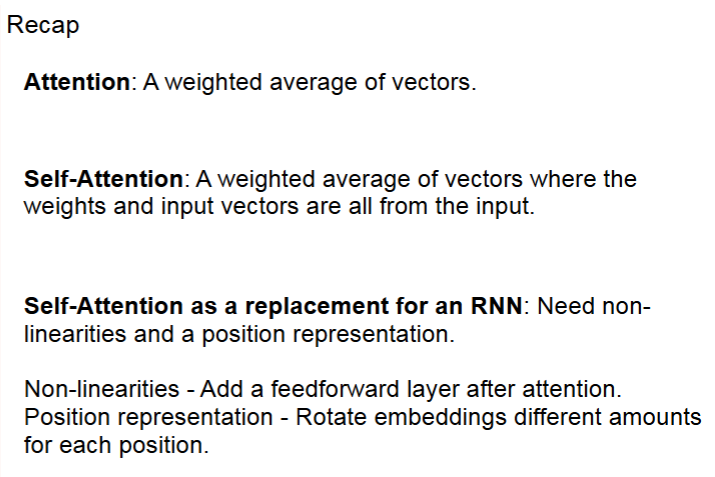 Recap
Attention: A weighted average of vectors.
Self-Attention: A weighted average of vectors where the
weights and input vectors are all from the input.
Self-Attention as a replacement for an RNN: Need non-
linearities and a position representation.
Non-linearities - Add a feedforward layer after attention.
Position representation - Rotate embeddings different amounts
for each position.